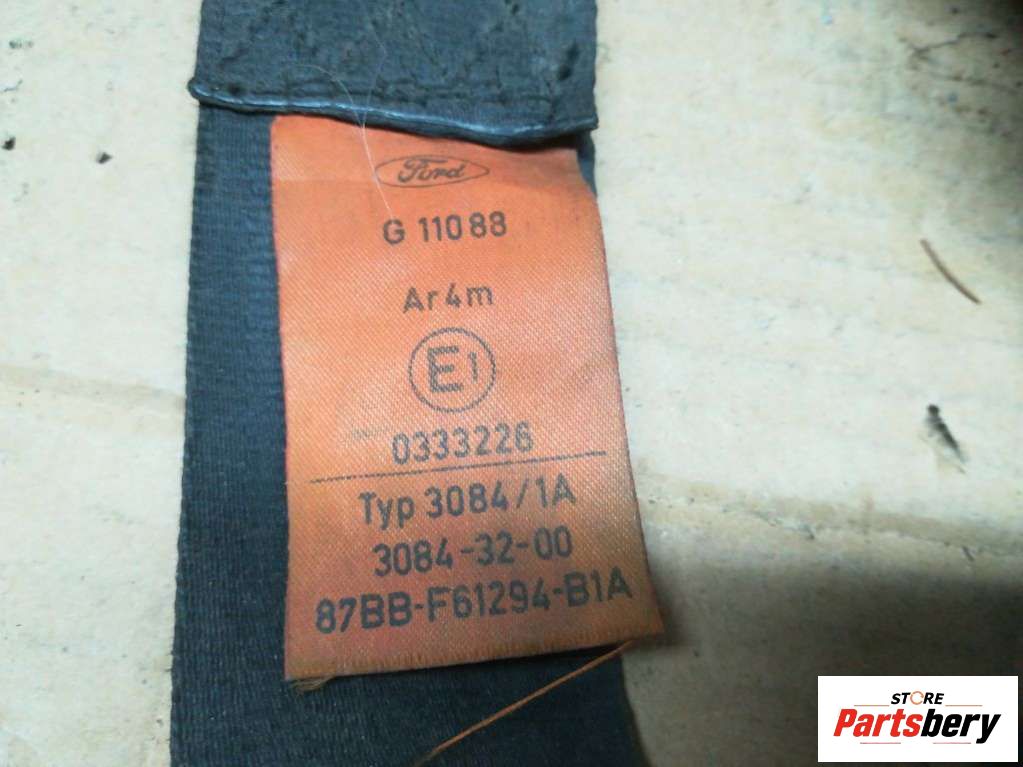 Ford
G 11088
Ar4m
E1
0333226
Typ 3084/1A
3084-32-00
87BB-F61294-B1A
STORE
Partsbery